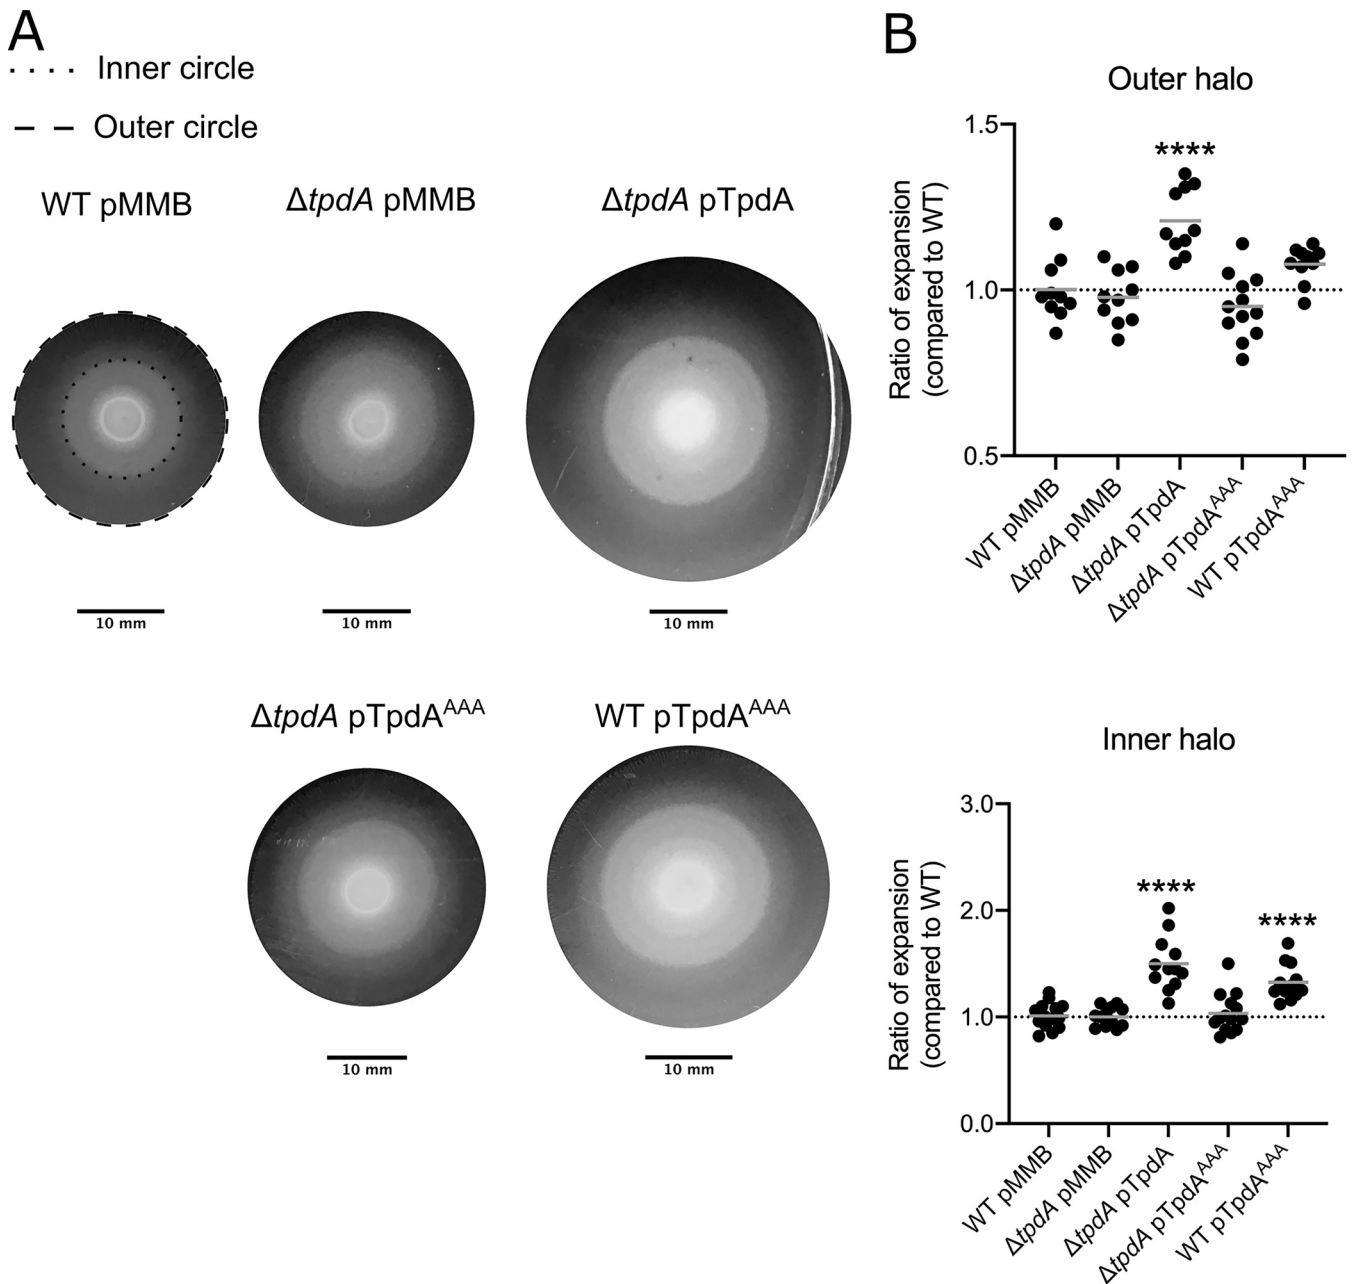 A
Inner circle
Outer circle
WT pMMB
ΔtpdA pMMB
ΔtpdA pTpdA
10 mm
10 mm
10 mm
ΔtpdA pTpdAᴬᴬᴬ
WT pTpdAᴬᴬᴬ
10 mm
10 mm
B
Outer halo
Ratio of expansion
(compared to WT)
1.5
1.0
0.5
****
WT pMMB
ΔtpdA pMMB
ΔtpdA pTpdA
ΔtpdA pTpdAᴬᴬᴬ
WT pTpdAᴬᴬᴬ
Inner halo
Ratio of expansion
(compared to WT)
3.0
2.0
1.0
0.0
****
****
WT pMMB
ΔtpdA pMMB
ΔtpdA pTpdA
ΔtpdA pTpdAᴬᴬᴬ
WT pTpdAᴬᴬᴬ